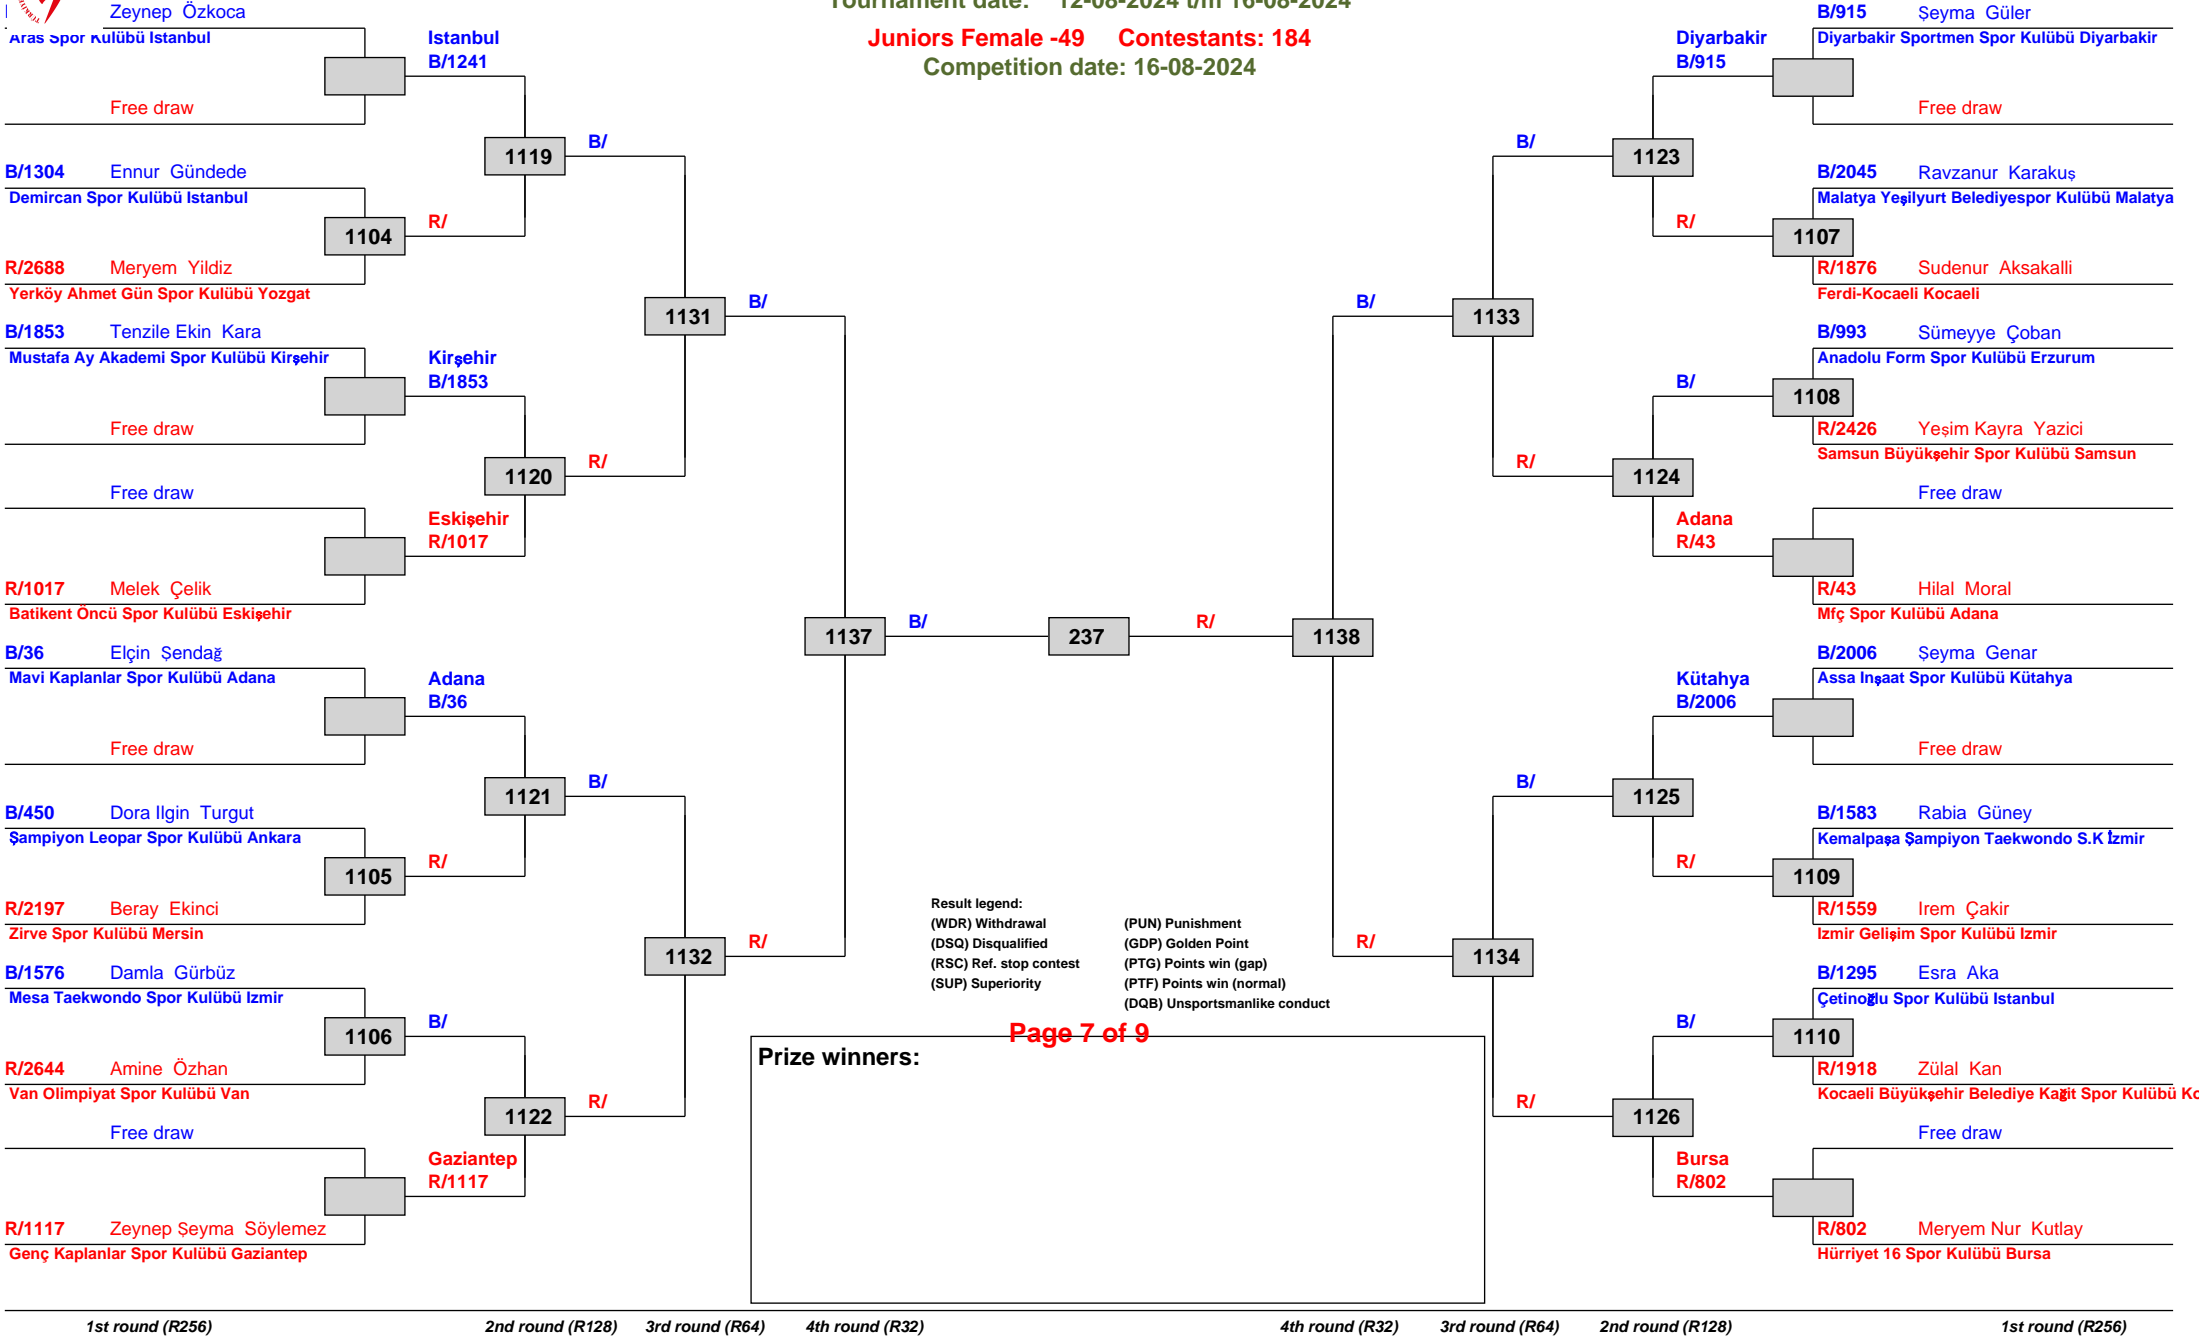 Tournament date: 12-08-2024 t/m 16-08-2024
Juniors Female -49 Contestants: 184
Competition date: 16-08-2024
Zeynep Özkoca
Aras Spor Kulübü Istanbul
Istanbul
B/1241
Free draw
1119
B/
B/1304 Ennur Gündede
Demircan Spor Kulübü Istanbul
1104
R/
R/2688 Meryem Yildiz
Yerköy Ahmet Gün Spor Kulübü Yozgat
1131
B/
B/1853 Tenzile Ekin Kara
Mustafa Ay Akademi Spor Kulübü Kirşehir
Kirşehir
B/1853
Free draw
1120
R/
Free draw
Eskişehir
R/1017
R/1017 Melek Çelik
Batikent Öncü Spor Kulübü Eskişehir
1137
B/
237
R/
1138
B/36 Elçin Şendağ
Mavi Kaplanlar Spor Kulübü Adana
Adana
B/36
Free draw
1121
B/
B/450 Dora Ilgin Turgut
Şampiyon Leopar Spor Kulübü Ankara
1105
R/
R/2197 Beray Ekinci
Zirve Spor Kulübü Mersin
1132
R/
B/1576 Damla Gürbüz
Mesa Taekwondo Spor Kulübü Izmir
1106
B/
R/2644 Amine Özhan
Van Olimpiyat Spor Kulübü Van
1122
R/
Free draw
Gaziantep
R/1117
R/1117 Zeynep Şeyma Söylemez
Genç Kaplanlar Spor Kulübü Gaziantep
B/915 Şeyma Güler
Diyarbakir Sportmen Spor Kulübü Diyarbakir
Diyarbakir
B/915
Free draw
B/
1123
B/2045 Ravzanur Karakuş
Malatya Yeşilyurt Belediyespor Kulübü Malatya
R/
1107
R/1876 Sudenur Aksakalli
Ferdi-Kocaeli Kocaeli
B/
1133
B/993 Sümeyye Çoban
Anadolu Form Spor Kulübü Erzurum
B/
1108
R/2426 Yeşim Kayra Yazici
Samsun Büyükşehir Spor Kulübü Samsun
R/
1124
Free draw
Adana
R/43
R/43 Hilal Moral
Mfç Spor Kulübü Adana
B/2006 Şeyma Genar
Assa Inşaat Spor Kulübü Kütahya
Kütahya
B/2006
Free draw
B/
1125
B/1583 Rabia Güney
Kemalpaşa Şampiyon Taekwondo S.K İzmir
R/
1109
R/1559 Irem Çakir
Izmir Gelişim Spor Kulübü Izmir
R/
1134
B/1295 Esra Aka
Çetinoğlu Spor Kulübü Istanbul
B/
1110
R/1918 Zülal Kan
Kocaeli Büyükşehir Belediye Kağit Spor Kulübü Ko
R/
1126
Free draw
Bursa
R/802
R/802 Meryem Nur Kutlay
Hürriyet 16 Spor Kulübü Bursa
Result legend:
(WDR) Withdrawal (PUN) Punishment
(DSQ) Disqualified (GDP) Golden Point
(RSC) Ref. stop contest (PTG) Points win (gap)
(SUP) Superiority (PTF) Points win (normal)
(DQB) Unsportsmanlike conduct
Page 7 of 9
Prize winners:
1st round (R256) 2nd round (R128) 3rd round (R64) 4th round (R32) 4th round (R32) 3rd round (R64) 2nd round (R128) 1st round (R256)